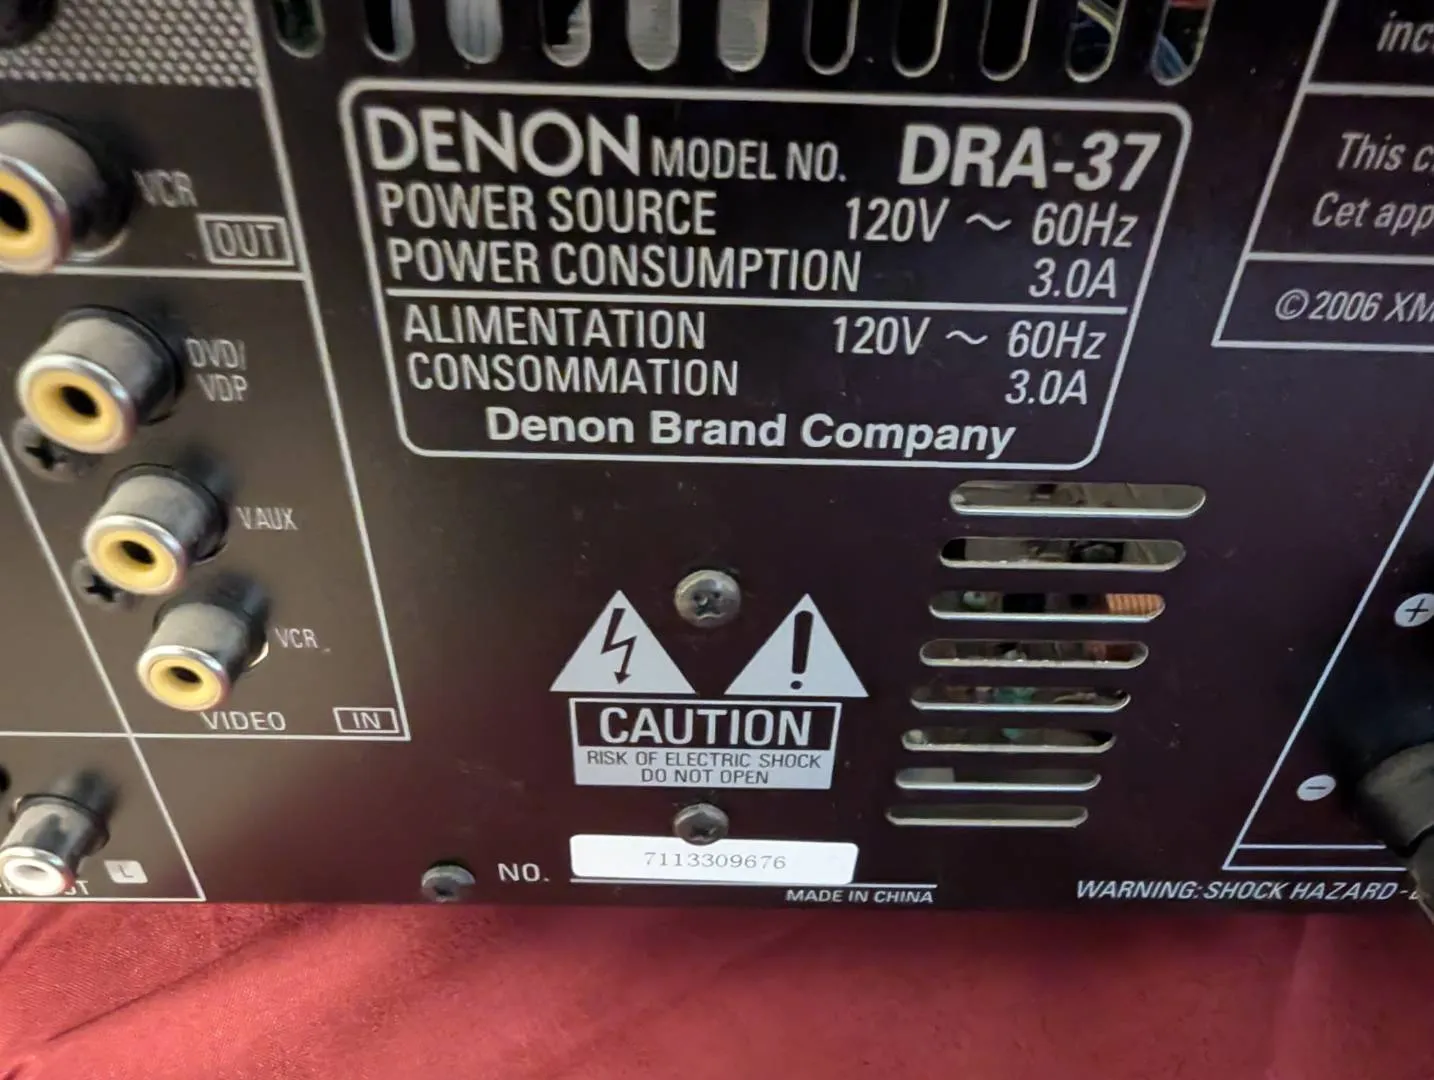 DENON MODEL NO. DRA-37
POWER SOURCE 120V ~ 60Hz
POWER CONSUMPTION 3.0A
ALIMENTATION 120V ~ 60Hz
CONSOMMATION 3.0A
Denon Brand Company
VCR
OUT
DVD/
VDP
V.AUX
VCR
VIDEO IN
L
CAUTION
RISK OF ELECTRIC SHOCK
DO NOT OPEN
NO. 7113309676
MADE IN CHINA
This
Cet
©2006
+
−
WARNING: SHOCK HAZARD -